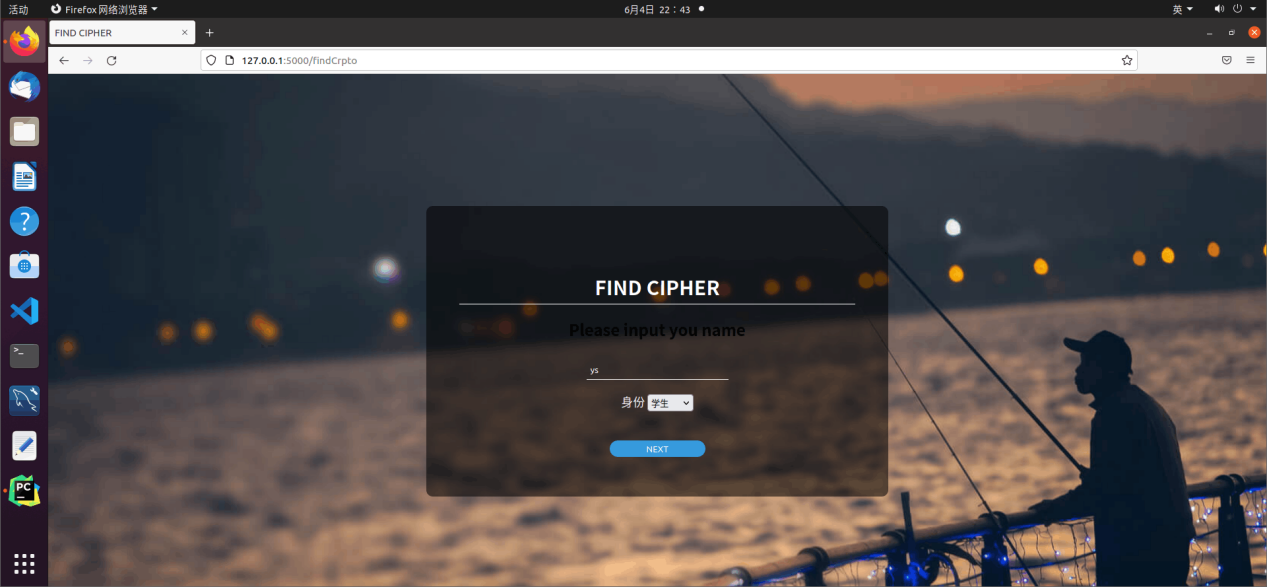 活动
Firefox 网络浏览器
6月4日 22：43
英
FIND CIPHER
127.0.0.1:5000/findCrpto
FIND CIPHER
Please input you name
ys
身份 学生
NEXT
PC